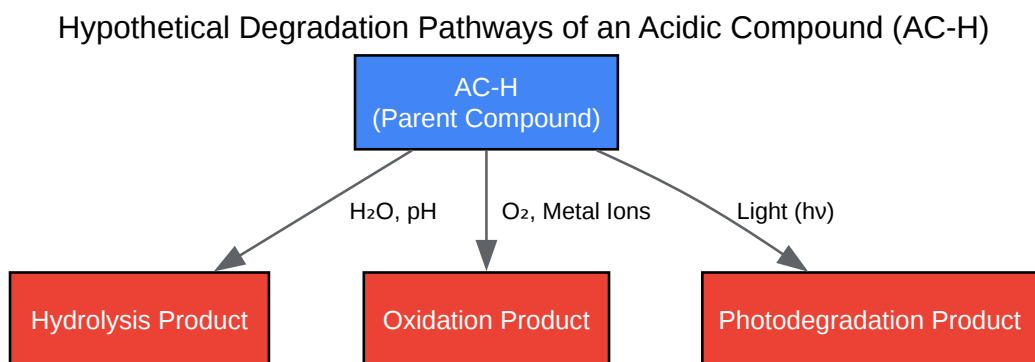 Hypothetical Degradation Pathways of an Acidic Compound (AC-H)
AC-H
(Parent Compound)
H₂O, pH
O₂, Metal Ions
Light (hν)
Hydrolysis Product
Oxidation Product
Photodegradation Product